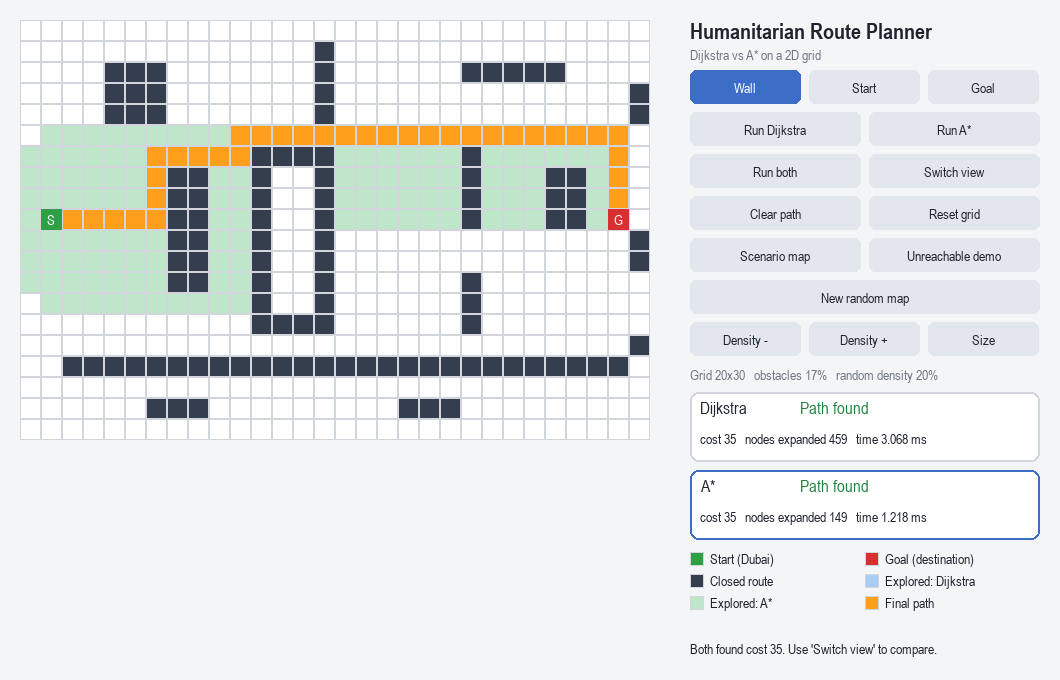 Humanitarian Route Planner
Dijkstra vs A* on a 2D grid
Wall Start Goal
Run Dijkstra Run A*
Run both Switch view
Clear path Reset grid
Scenario map Unreachable demo
New random map
Density - Density + Size
Grid 20x30 obstacles 17% random density 20%
Dijkstra Path found
cost 35 nodes expanded 459 time 3.068 ms
A* Path found
cost 35 nodes expanded 149 time 1.218 ms
Start (Dubai) Goal (destination)
Closed route Explored: Dijkstra
Explored: A* Final path
Both found cost 35. Use 'Switch view' to compare.
S
G